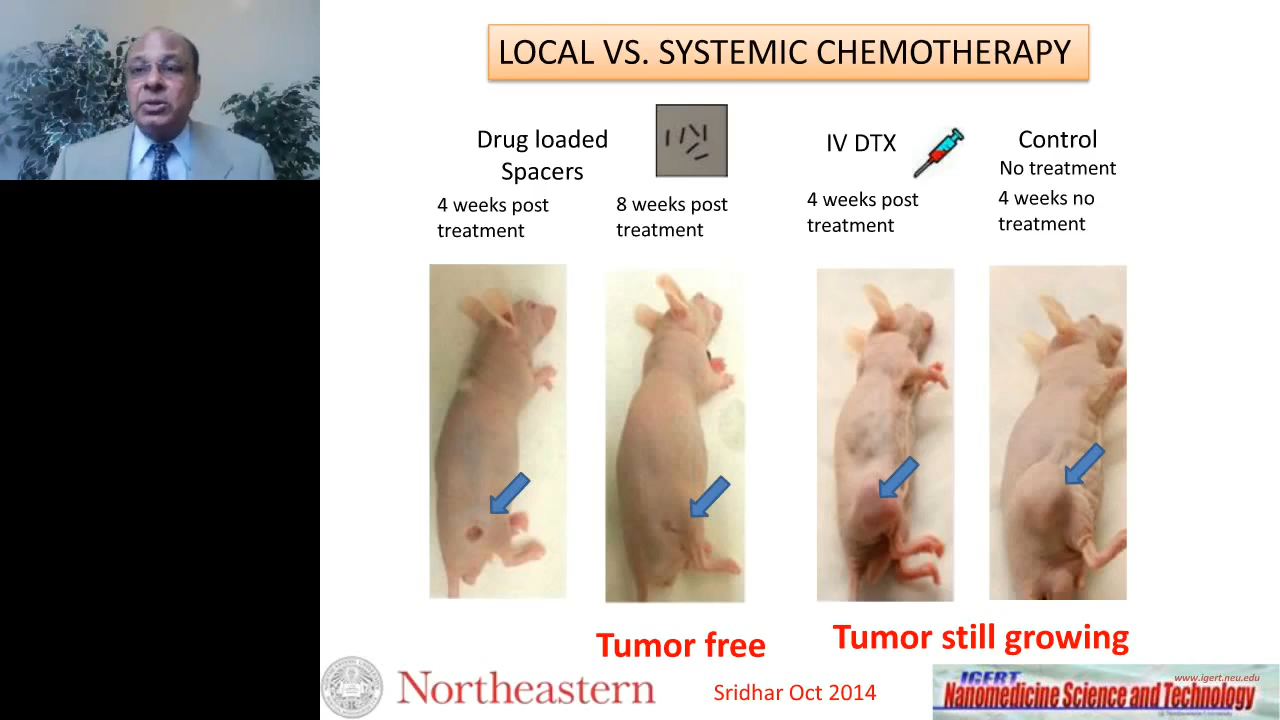 LOCAL VS. SYSTEMIC CHEMOTHERAPY
Drug loaded
Spacers
4 weeks post
treatment
8 weeks post
treatment
IV DTX
4 weeks post
treatment
Control
No treatment
4 weeks no
treatment
Tumor free
Tumor still growing
Northeastern
Sridhar Oct 2014
www.igert.neu.edu
IGERT
Nanomedicine Science and Technology